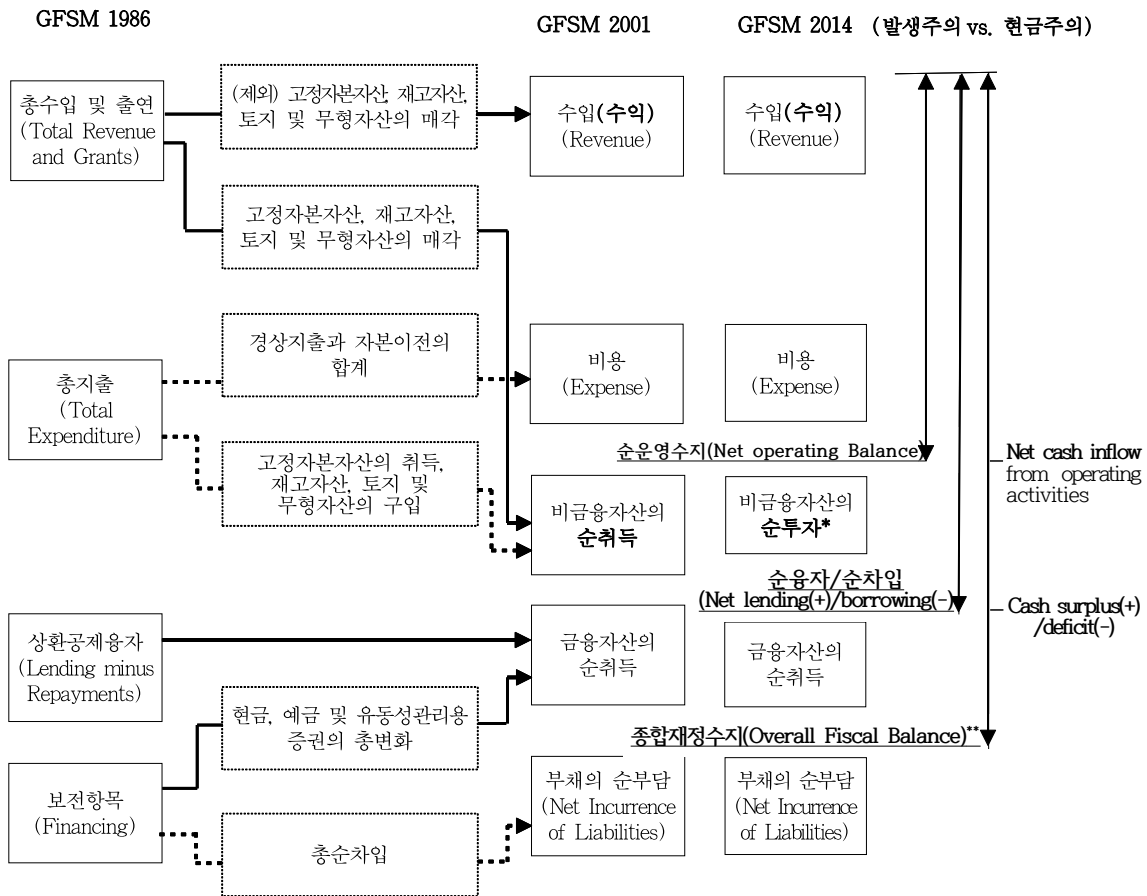 GFSM 1986
GFSM 2001
GFSM 2014
(발생주의 vs. 현금주의)
총수입 및 출연
(Total Revenue
and Grants)
(제외) 고정자본자산, 재고자산,
토지 및 무형자산의 매각
수입(수익)
(Revenue)
수입(수익)
(Revenue)
고정자본자산, 재고자산,
토지 및 무형자산의 매각
총지출
(Total
Expenditure)
경상지출과 자본이전의
합계
비용
(Expense)
비용
(Expense)
순운영수지(Net operating Balance)
Net cash inflow
from operating
activities
고정자본자산의 취득,
재고자산, 토지 및
무형자산의 구입
비금융자산의
순취득
비금융자산의
순투자*
순융자/순차입
(Net lending(+)/borrowing(-)
Cash surplus(+)
/deficit(-)
상환공제융자
(Lending minus
Repayments)
금융자산의
순취득
금융자산의
순취득
현금, 예금 및 유동성관리용
증권의 총변화
종합재정수지(Overall Fiscal Balance)**
보전항목
(Financing)
총순차입
부채의 순부담
(Net Incurrence
of Liabilities)
부채의 순부담
(Net Incurrence
of Liabilities)